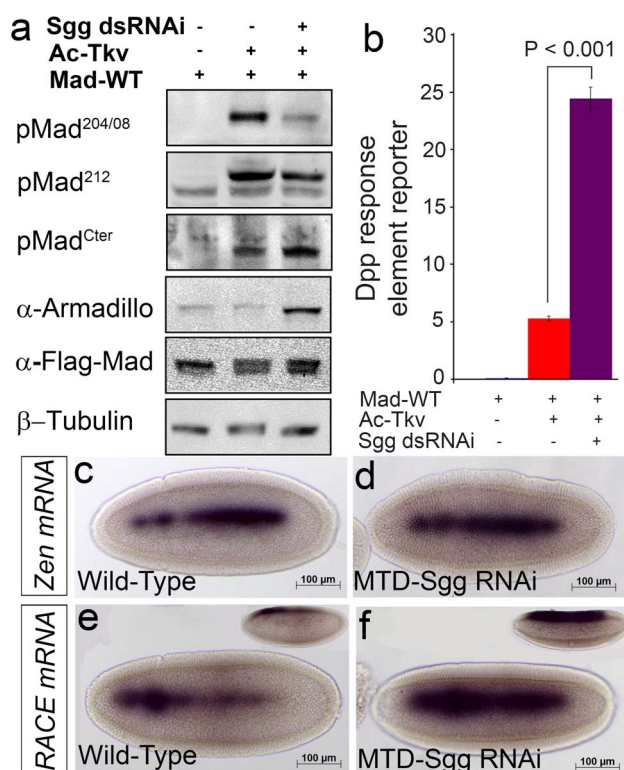 a
Sgg dsRNAi - - +
Ac-Tkv - + +
Mad-WT + + +
pMad204/08
pMad212
pMadCter
α-Armadillo
α-Flag-Mad
β–Tubulin
b
P < 0.001
Dpp response
element reporter
30
25
20
15
10
5
0
Mad-WT + + +
Ac-Tkv - + +
Sgg dsRNAi - - +
Zen mRNA
c
Wild-Type
100 µm
d
MTD-Sgg RNAi
100 µm
RACE mRNA
e
Wild-Type
100 µm
f
MTD-Sgg RNAi
100 µm